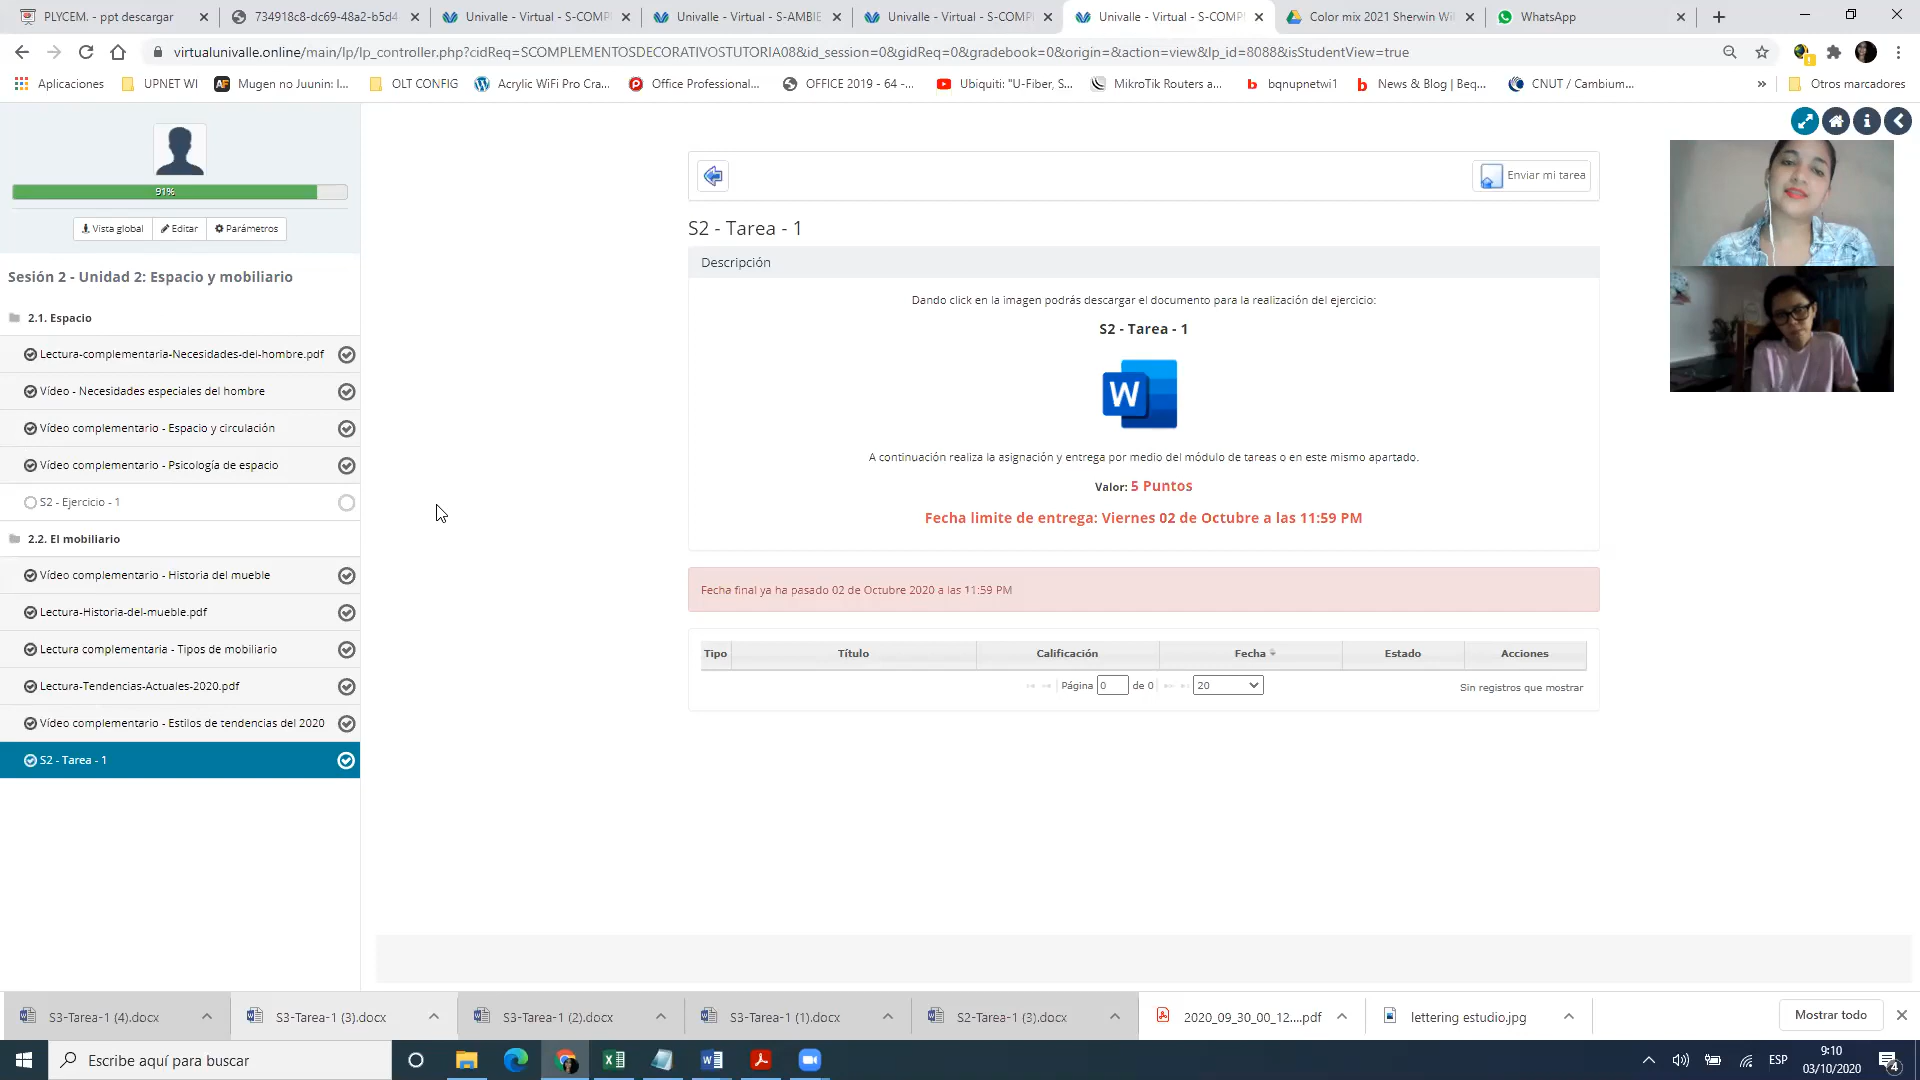 PLYCEM. - ppt descargar
734918c8-dc69-48a2-b5d4
Univalle - Virtual - S-COMP
Univalle - Virtual - S-AMBIE
Univalle - Virtual - S-COMP
Univalle - Virtual - S-COMP
Color mix 2021 Sherwin Wi
WhatsApp
virtualunivalle.online/main/lp/lp_controller.php?cidReq=SCOMPLEMENTOSDECORATIVOSTUTORIA08&id_session=0&gidReq=0&gradebook=0&origin=&action=view&lp_id=8088&isStudentView=true
Aplicaciones
UPNET WI
Mugen no Juunin: I...
OLT CONFIG
Acrylic WiFi Pro Cra...
Office Professional...
OFFICE 2019 - 64 -...
Ubiquiti: "U-Fiber, S...
MikroTik Routers a...
bqnupnetwi1
News & Blog | Beq...
CNUT / Cambium...
Otros marcadores
91%
Vista global
Editar
Parámetros
Sesión 2 - Unidad 2: Espacio y mobiliario
2.1. Espacio
Lectura-complementaria-Necesidades-del-hombre.pdf
Vídeo - Necesidades especiales del hombre
Vídeo complementario - Espacio y circulación
Vídeo complementario - Psicología de espacio
S2 - Ejercicio - 1
2.2. El mobiliario
Vídeo complementario - Historia del mueble
Lectura-Historia-del-mueble.pdf
Lectura complementaria - Tipos de mobiliario
Lectura-Tendencias-Actuales-2020.pdf
Vídeo complementario - Estilos de tendencias del 2020
S2 - Tarea - 1
Enviar mi tarea
S2 - Tarea - 1
Descripción
Dando click en la imagen podrás descargar el documento para la realización del ejercicio:
S2 - Tarea - 1
W
A continuación realiza la asignación y entrega por medio del módulo de tareas o en este mismo apartado.
Valor: 5 Puntos
Fecha limite de entrega: Viernes 02 de Octubre a las 11:59 PM
Fecha final ya ha pasado 02 de Octubre 2020 a las 11:59 PM
Tipo Título Calificación Fecha Estado Acciones
Página 0 de 0 20 Sin registros que mostrar
S3-Tarea-1 (4).docx
S3-Tarea-1 (3).docx
S3-Tarea-1 (2).docx
S3-Tarea-1 (1).docx
S2-Tarea-1 (3).docx
2020_09_30_00_12....pdf
lettering estudio.jpg
Mostrar todo
Escribe aquí para buscar
ESP
9:10
03/10/2020
4